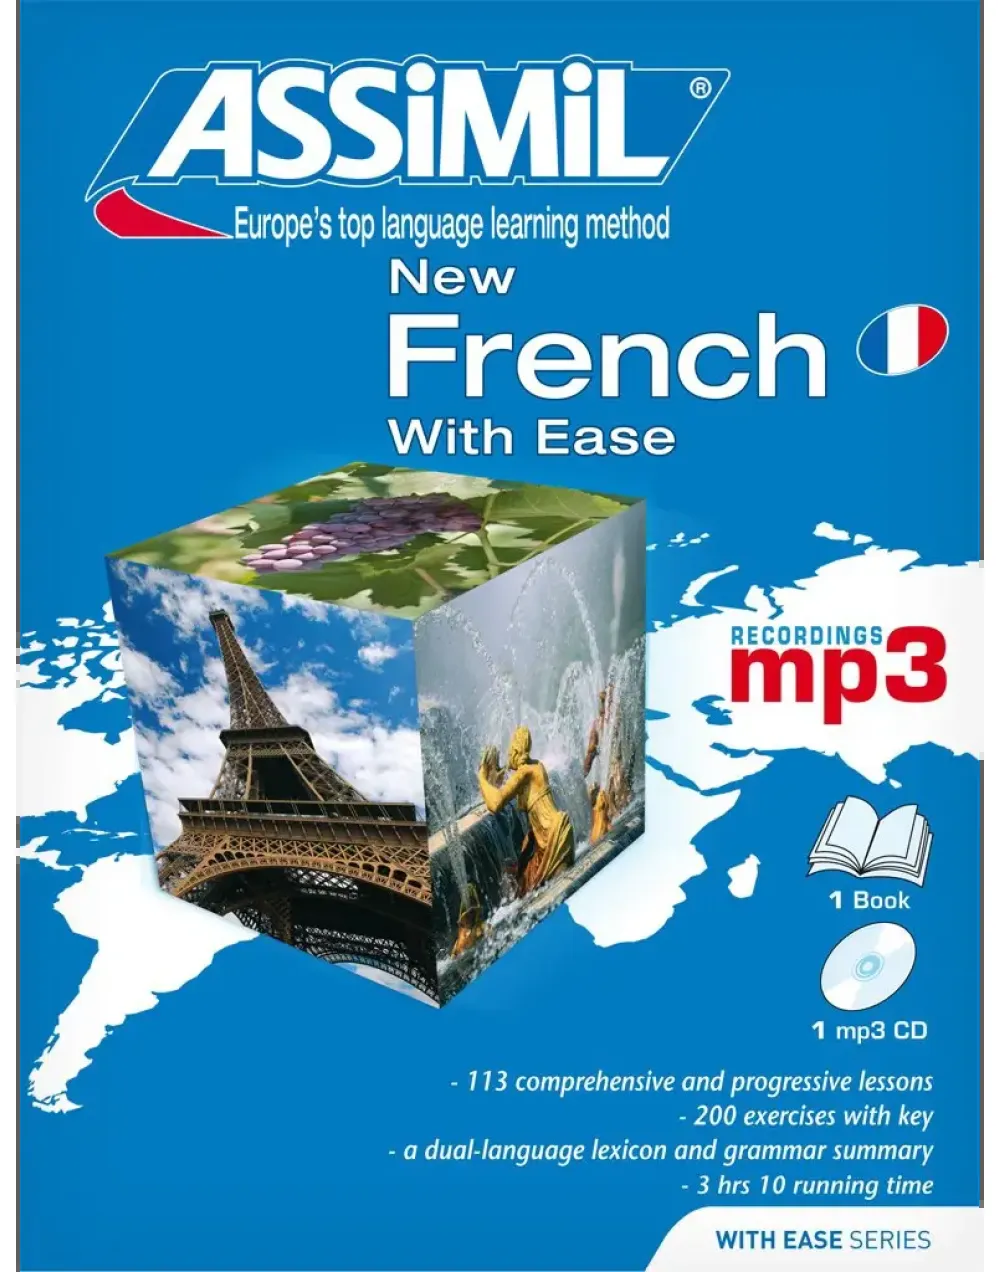 ASSiMiL®
Europe's top language learning method
New
French
With Ease
RECORDINGS
mp3
1 Book
1 mp3 CD
- 113 comprehensive and progressive lessons
- 200 exercises with key
- a dual-language lexicon and grammar summary
- 3 hrs 10 running time
WITH EASE SERIES